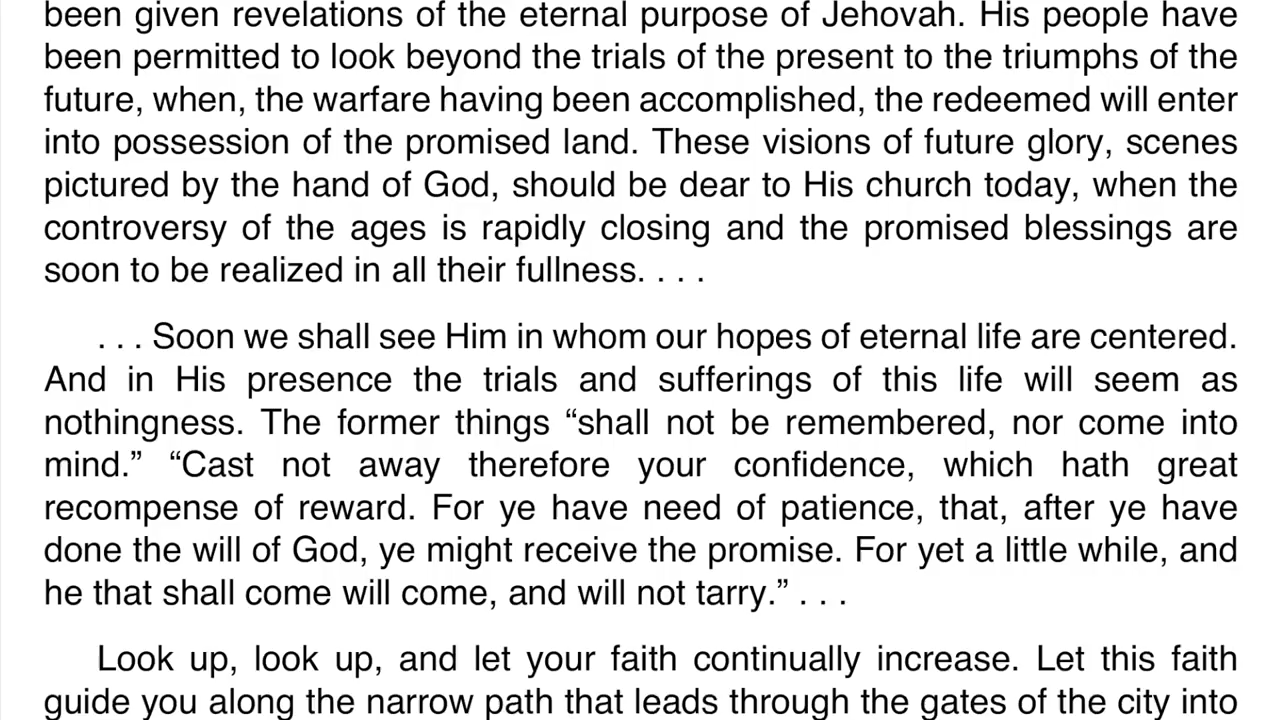 been given revelations of the eternal purpose of Jehovah. His people have
been permitted to look beyond the trials of the present to the triumphs of the
future, when, the warfare having been accomplished, the redeemed will enter
into possession of the promised land. These visions of future glory, scenes
pictured by the hand of God, should be dear to His church today, when the
controversy of the ages is rapidly closing and the promised blessings are
soon to be realized in all their fullness. . . .
. . . Soon we shall see Him in whom our hopes of eternal life are centered.
And in His presence the trials and sufferings of this life will seem as
nothingness. The former things “shall not be remembered, nor come into
mind.” “Cast not away therefore your confidence, which hath great
recompense of reward. For ye have need of patience, that, after ye have
done the will of God, ye might receive the promise. For yet a little while, and
he that shall come will come, and will not tarry.” . . .
Look up, look up, and let your faith continually increase. Let this faith
guide you along the narrow path that leads through the gates of the city into